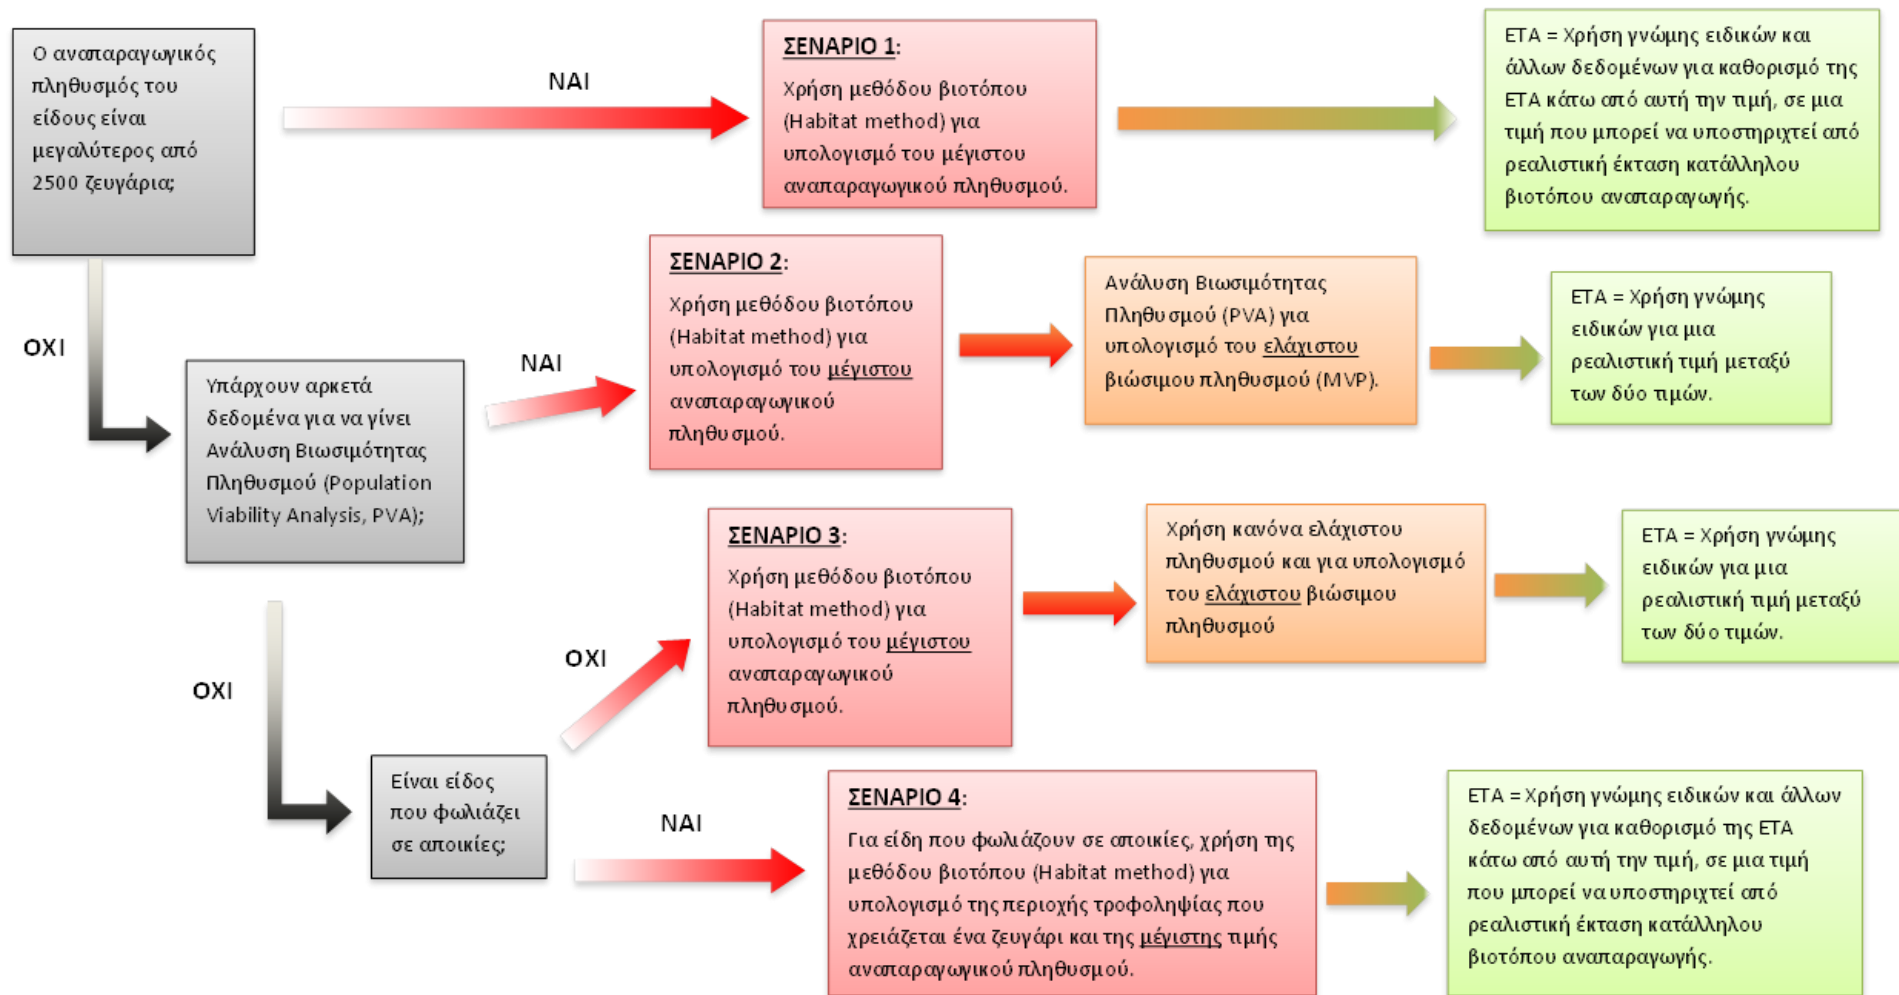 Ο αναπαραγωγικός
πληθυσμός του
είδους είναι
μεγαλύτερος από
2500 ζευγάρια;
ΝΑΙ
ΣΕΝΑΡΙΟ 1:
Χρήση μεθόδου βιοτόπου
(Habitat method) για
υπολογισμό του μέγιστου
αναπαραγωγικού πληθυσμού.
ΕΤΑ = Χρήση γνώμης ειδικών και
άλλων δεδομένων για καθορισμό της
ΕΤΑ κάτω από αυτή την τιμή, σε μια
τιμή που μπορεί να υποστηριχτεί από
ρεαλιστική έκταση κατάλληλου
βιοτόπου αναπαραγωγής.
ΟΧΙ
Υπάρχουν αρκετά
δεδομένα για να γίνει
Ανάλυση Βιωσιμότητας
Πληθυσμού (Population
Viability Analysis, PVA);
ΝΑΙ
ΣΕΝΑΡΙΟ 2:
Χρήση μεθόδου βιοτόπου
(Habitat method) για
υπολογισμό του μέγιστου
αναπαραγωγικού
πληθυσμού.
Ανάλυση Βιωσιμότητας
Πληθυσμού (PVA) για
υπολογισμό του ελάχιστου
βιώσιμου πληθυσμού (MVP).
ΕΤΑ = Χρήση γνώμης
ειδικών για μια
ρεαλιστική τιμή μεταξύ
των δύο τιμών.
ΟΧΙ
Είναι είδος
που φωλιάζει
σε αποικίες;
ΟΧΙ
ΣΕΝΑΡΙΟ 3:
Χρήση μεθόδου βιοτόπου
(Habitat method) για
υπολογισμό του μέγιστου
αναπαραγωγικού
πληθυσμού.
Χρήση κανόνα ελάχιστου
πληθυσμού και για υπολογισμό
του ελάχιστου βιώσιμου
πληθυσμού
ΕΤΑ = Χρήση γνώμης
ειδικών για μια
ρεαλιστική τιμή μεταξύ
των δύο τιμών.
ΝΑΙ
ΣΕΝΑΡΙΟ 4:
Για είδη που φωλιάζουν σε αποικίες, χρήση της
μεθόδου βιοτόπου (Habitat method) για
υπολογισμό της περιοχής τροφοληψίας που
χρειάζεται ένα ζευγάρι και της μέγιστης τιμής
αναπαραγωγικού πληθυσμού.
ΕΤΑ = Χρήση γνώμης ειδικών και άλλων
δεδομένων για καθορισμό της ΕΤΑ
κάτω από αυτή την τιμή, σε μια τιμή
που μπορεί να υποστηριχτεί από
ρεαλιστική έκταση κατάλληλου
βιοτόπου αναπαραγωγής.